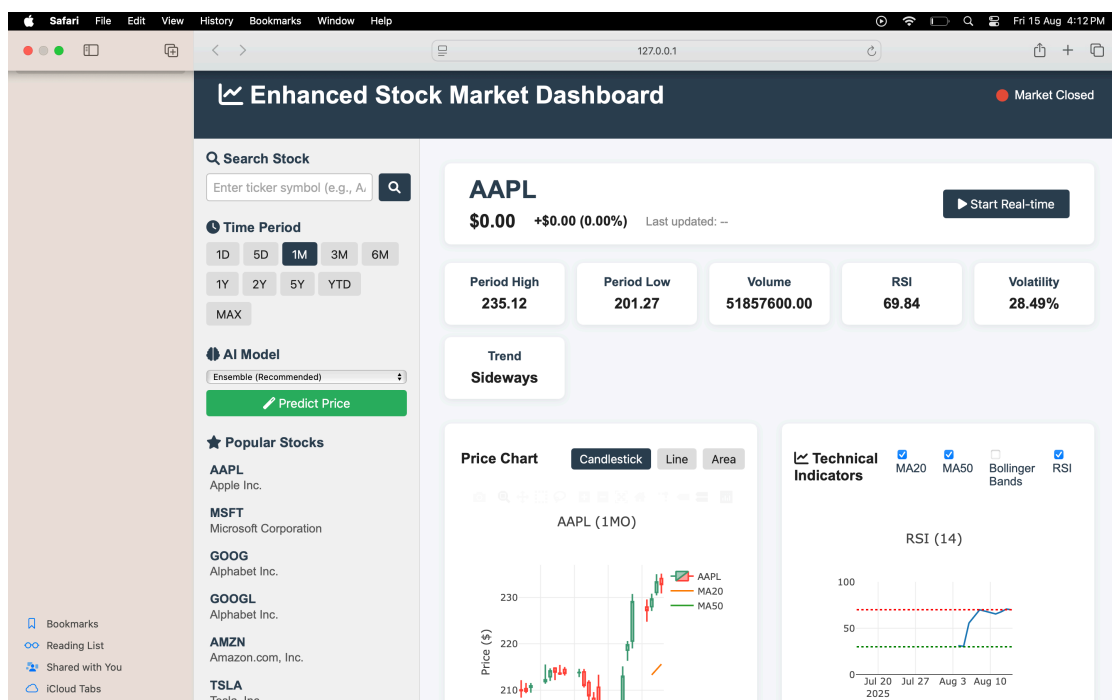 Safari File Edit View History Bookmarks Window Help Fri 15 Aug 4:12 PM
127.0.0.1
Enhanced Stock Market Dashboard
Market Closed
Search Stock
Enter ticker symbol (e.g., A
Time Period
1D 5D 1M 3M 6M
1Y 2Y 5Y YTD
MAX
AI Model
Ensemble (Recommended)
Predict Price
Popular Stocks
AAPL
Apple Inc.
MSFT
Microsoft Corporation
GOOG
Alphabet Inc.
GOOGL
Alphabet Inc.
AMZN
Amazon.com, Inc.
TSLA
Tesla, Inc.
Bookmarks
Reading List
Shared with You
iCloud Tabs
AAPL
$0.00 +$0.00 (0.00%) Last updated: --
Start Real-time
Period High
235.12
Period Low
201.27
Volume
51857600.00
RSI
69.84
Volatility
28.49%
Trend
Sideways
Price Chart Candlestick Line Area
AAPL (1MO)
AAPL
MA20
MA50
230
220
210
Price ($)
Technical
Indicators
MA20 MA50 Bollinger
Bands
RSI
RSI (14)
100
50
0
Jul 20 Jul 27 Aug 3 Aug 10
2025